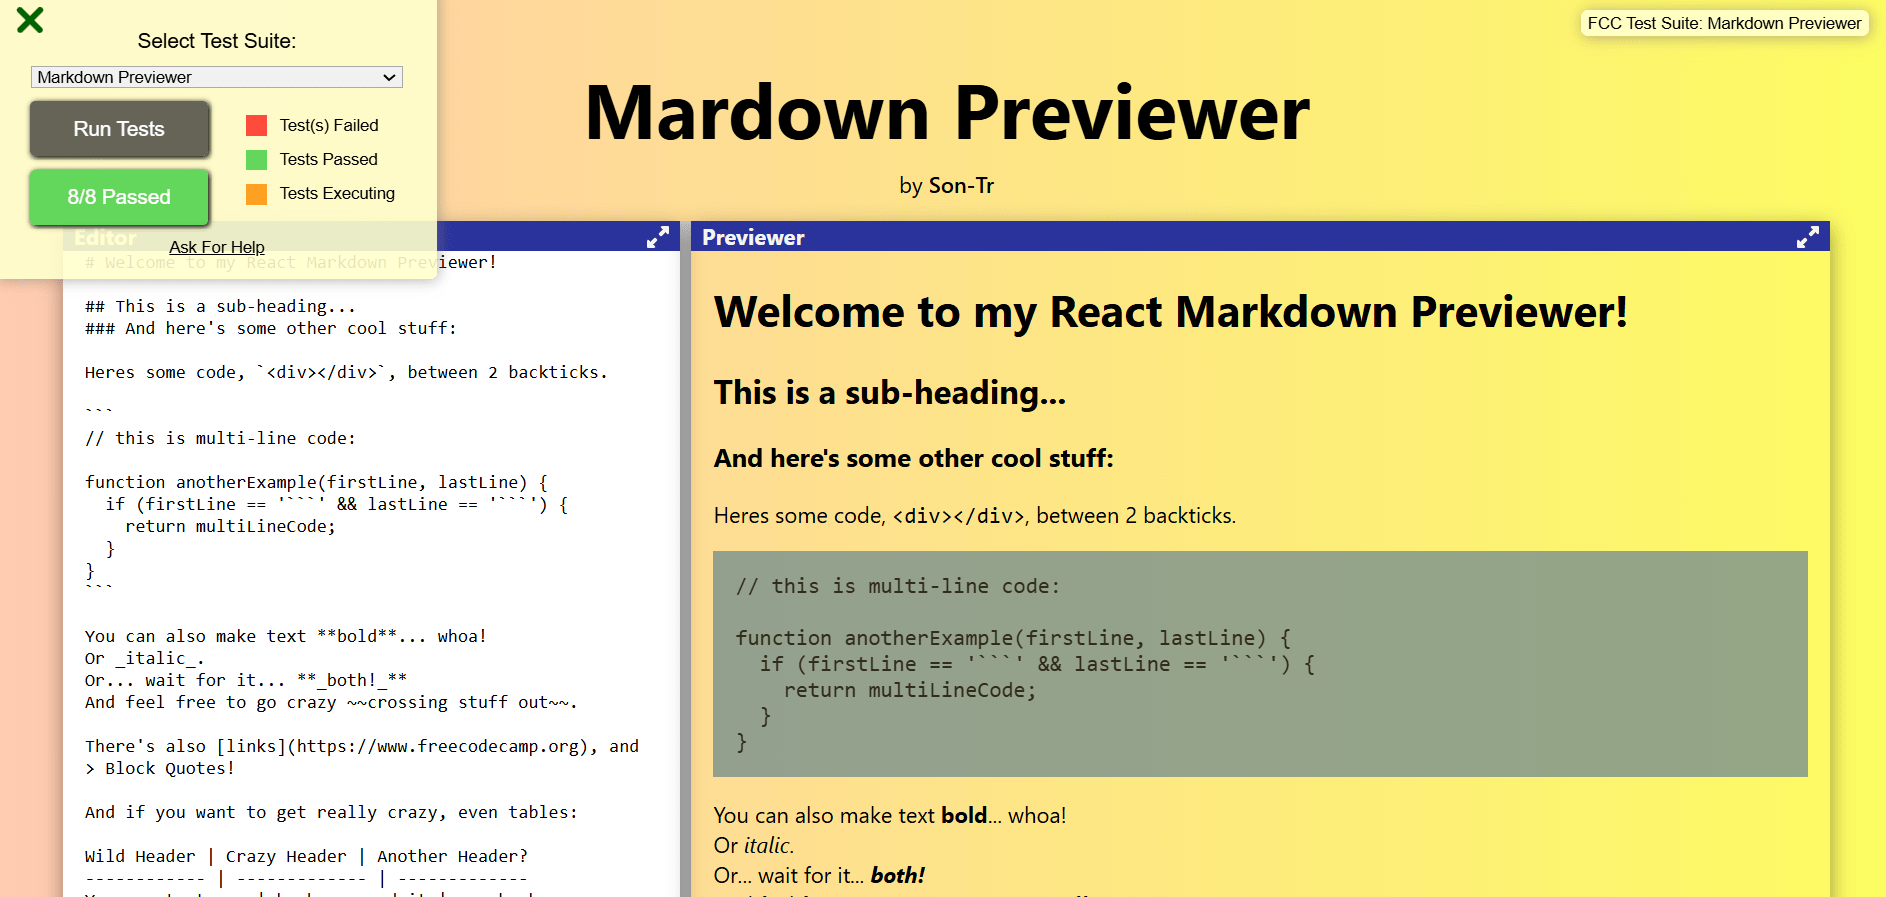 Select Test Suite:
Markdown Previewer
Run Tests
8/8 Passed
Test(s) Failed
Tests Passed
Tests Executing
Ask For Help
FCC Test Suite: Markdown Previewer
Mardown Previewer
by Son-Tr
Editor
# Welcome to my React Markdown Previewer!
## This is a sub-heading...
### And here's some other cool stuff:
Heres some code, `<div></div>`, between 2 backticks.
```
// this is multi-line code:
function anotherExample(firstLine, lastLine) {
  if (firstLine == '```' && lastLine == '```') {
    return multiLineCode;
  }
}
```
You can also make text **bold**... whoa!
Or _italic_.
Or... wait for it... **_both!_**
And feel free to go crazy ~~crossing stuff out~~.
There's also [links](https://www.freecodecamp.org), and
> Block Quotes!
And if you want to get really crazy, even tables:
Wild Header | Crazy Header | Another Header?
------------ | ------------- | -------------
Previewer
Welcome to my React Markdown Previewer!
This is a sub-heading...
And here's some other cool stuff:
Heres some code, <div></div>, between 2 backticks.
// this is multi-line code:
function anotherExample(firstLine, lastLine) {
  if (firstLine == '```' && lastLine == '```') {
    return multiLineCode;
  }
}
You can also make text bold... whoa!
Or italic.
Or... wait for it... both!